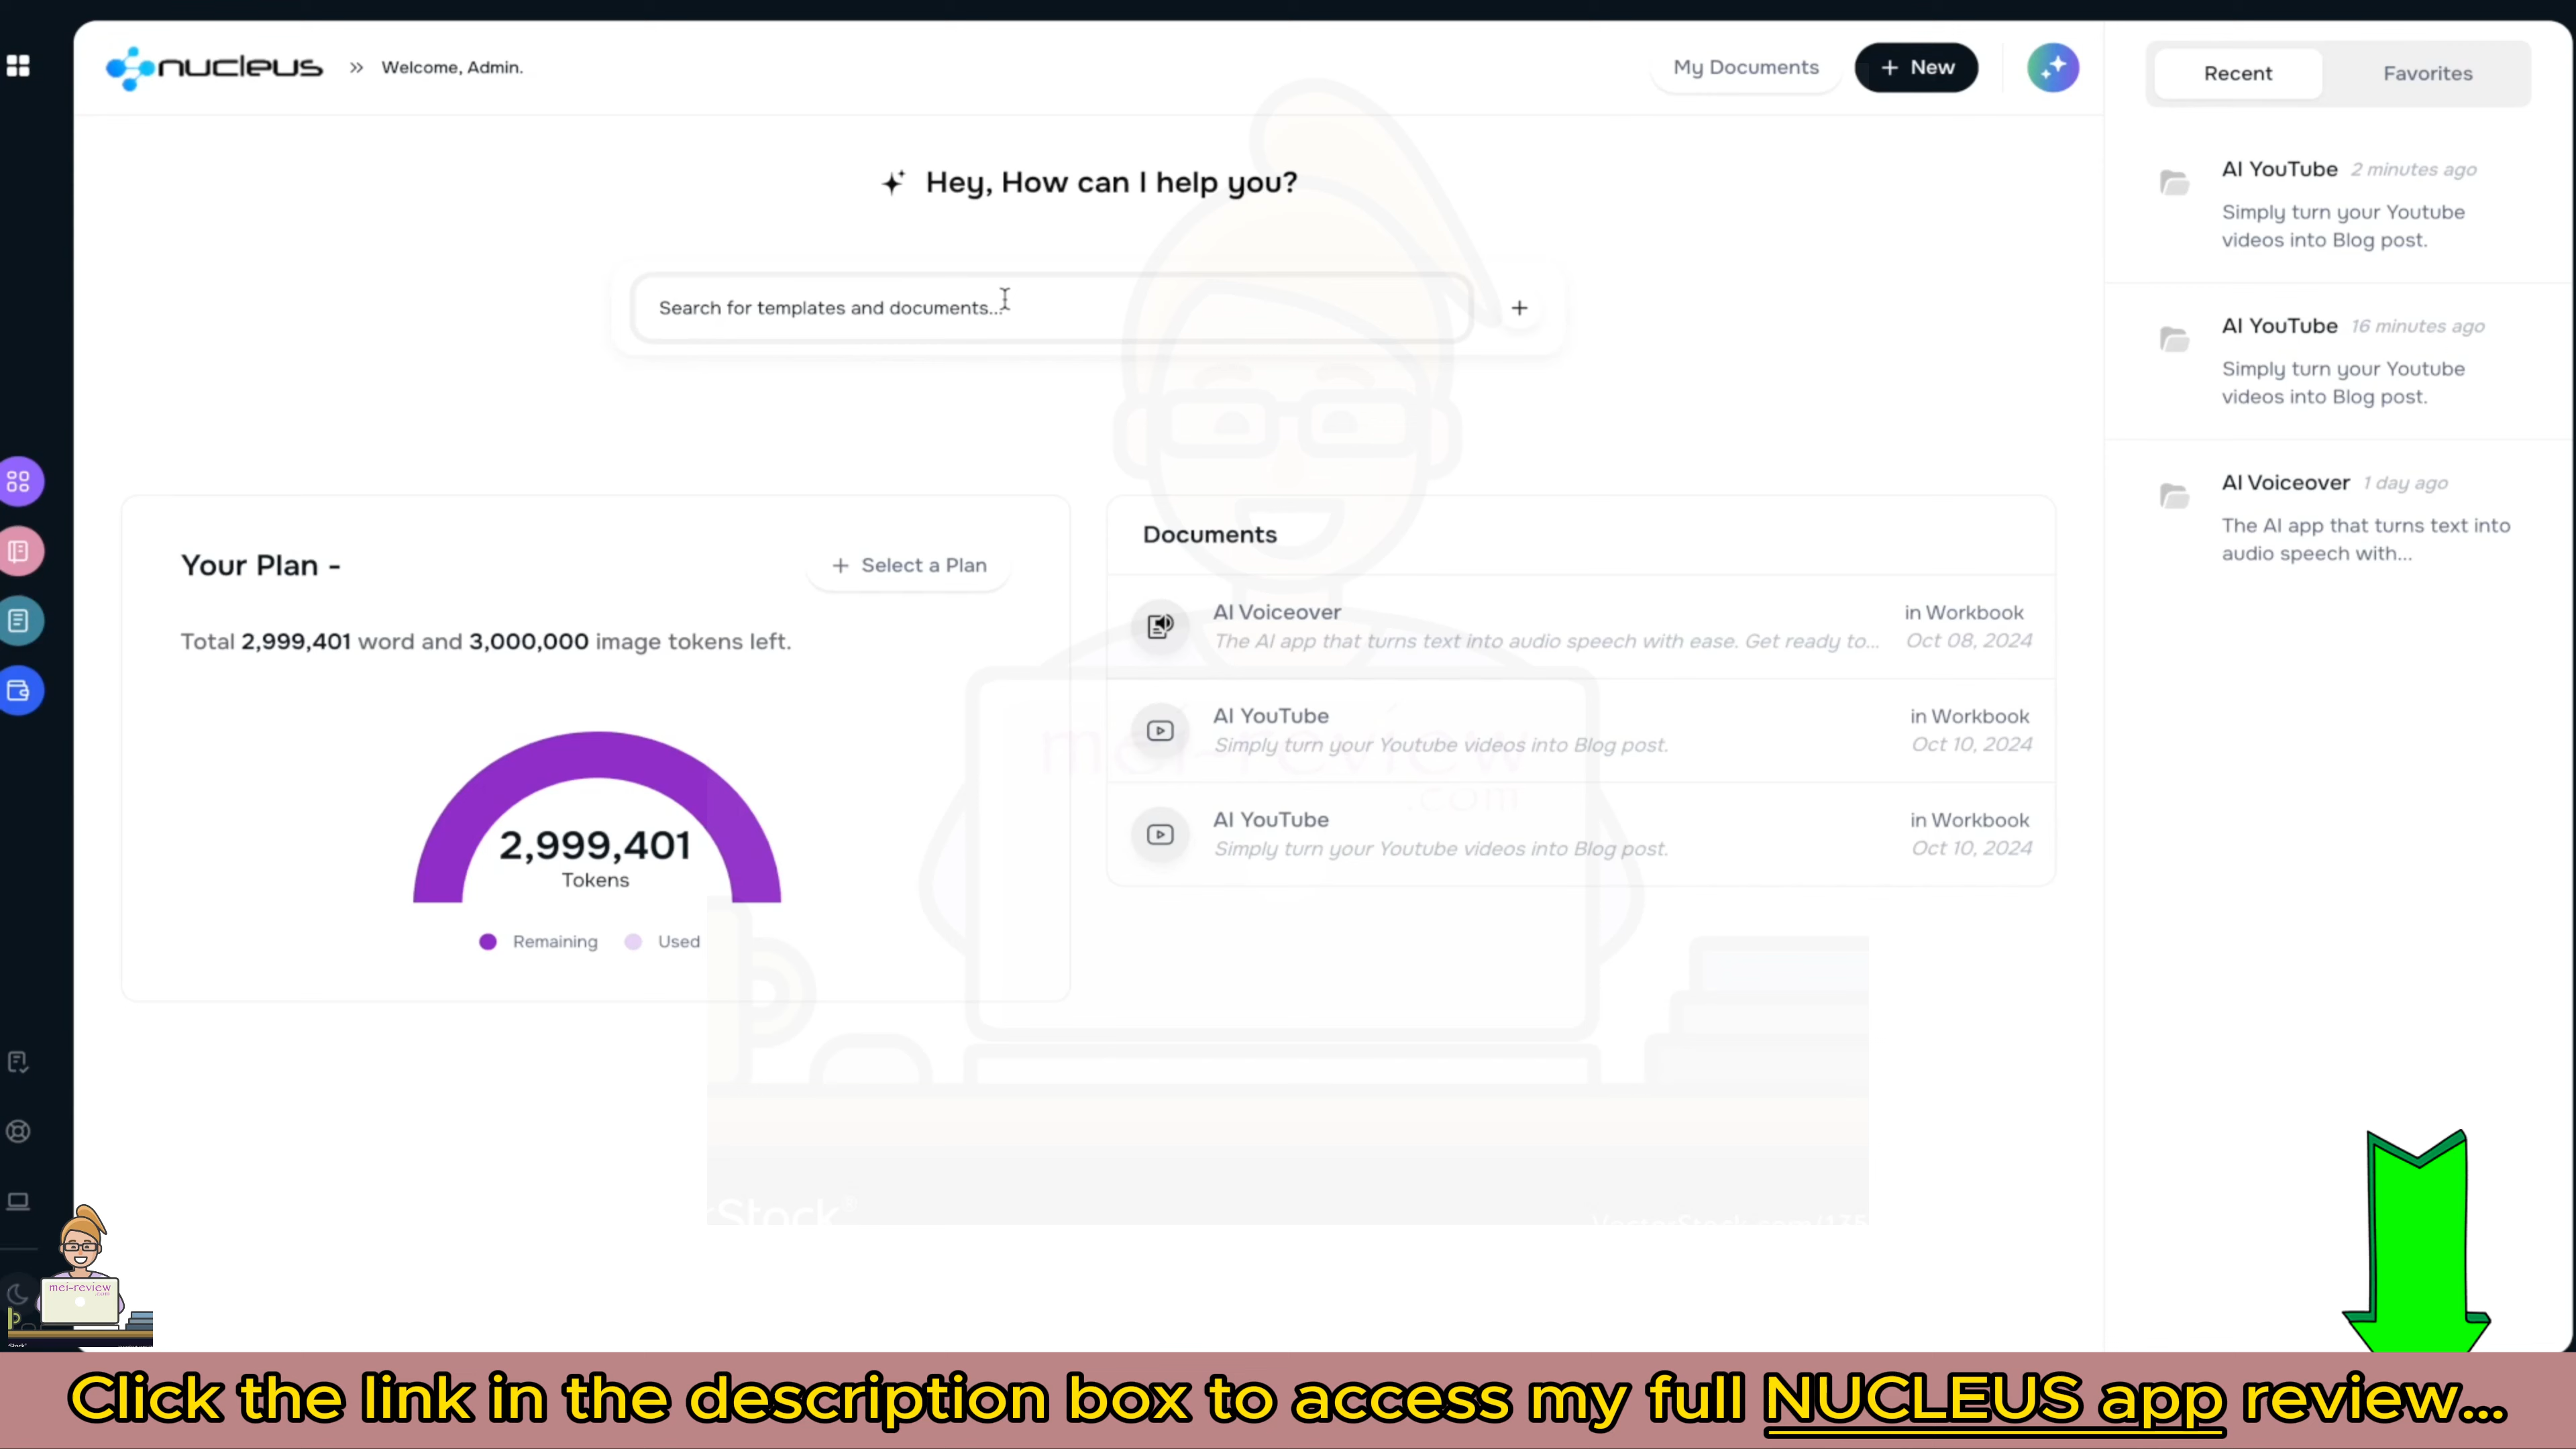 nucleus
Welcome, Admin.
My Documents
+ New
Recent
Favorites
Hey, How can I help you?
Search for templates and documents...
+
AI YouTube 2 minutes ago
Simply turn your Youtube
videos into Blog post.
AI YouTube 16 minutes ago
Simply turn your Youtube
videos into Blog post.
AI Voiceover 1 day ago
The AI app that turns text into
audio speech with...
Your Plan -
+ Select a Plan
Total 2,999,401 word and 3,000,000 image tokens left.
2,999,401
Tokens
Remaining
Used
Documents
AI Voiceover
in Workbook
The AI app that turns text into audio speech with ease. Get ready to...
Oct 08, 2024
AI YouTube
in Workbook
Simply turn your Youtube videos into Blog post.
Oct 10, 2024
AI YouTube
in Workbook
Simply turn your Youtube videos into Blog post.
Oct 10, 2024
mei-review
.com
mei-review
.com
Click the link in the description box to access my full NUCLEUS app review...